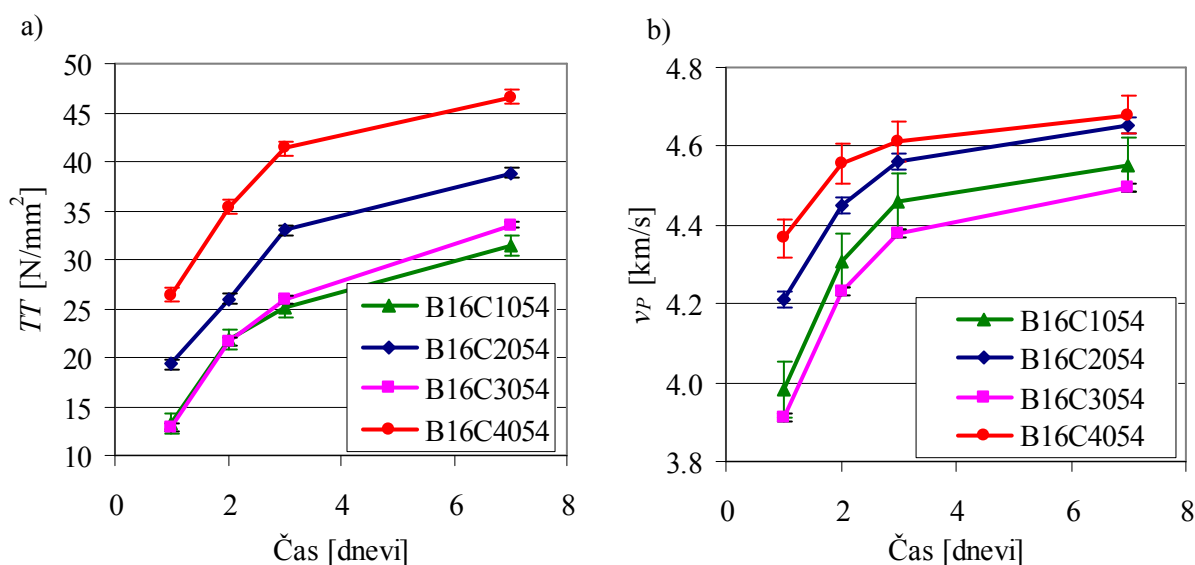 a)
TT [N/mm²]
50
45
40
35
30
25
20
15
10
0
2
4
6
8
Čas [dnevi]
B16C1054
B16C2054
B16C3054
B16C4054
b)
vP [km/s]
4.8
4.6
4.4
4.2
4.0
3.8
0
2
4
6
8
Čas [dnevi]
B16C1054
B16C2054
B16C3054
B16C4054